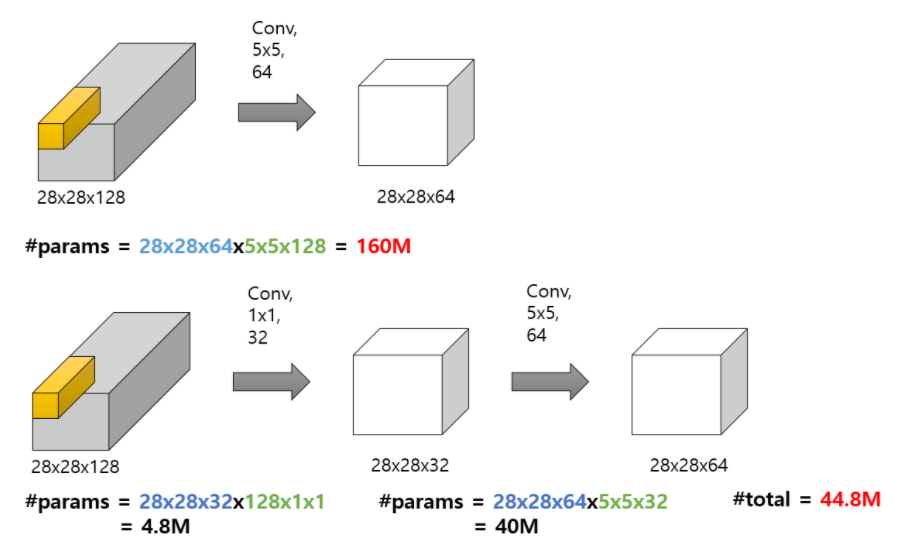 Conv,
5x5,
64
28x28x128
28x28x64
#params = 28x28x64x5x5x128 = 160M
Conv,
1x1,
32
Conv,
5x5,
64
28x28x128
28x28x32
28x28x64
#params = 28x28x32x128x1x1
= 4.8M
#params = 28x28x64x5x5x32
= 40M
#total = 44.8M